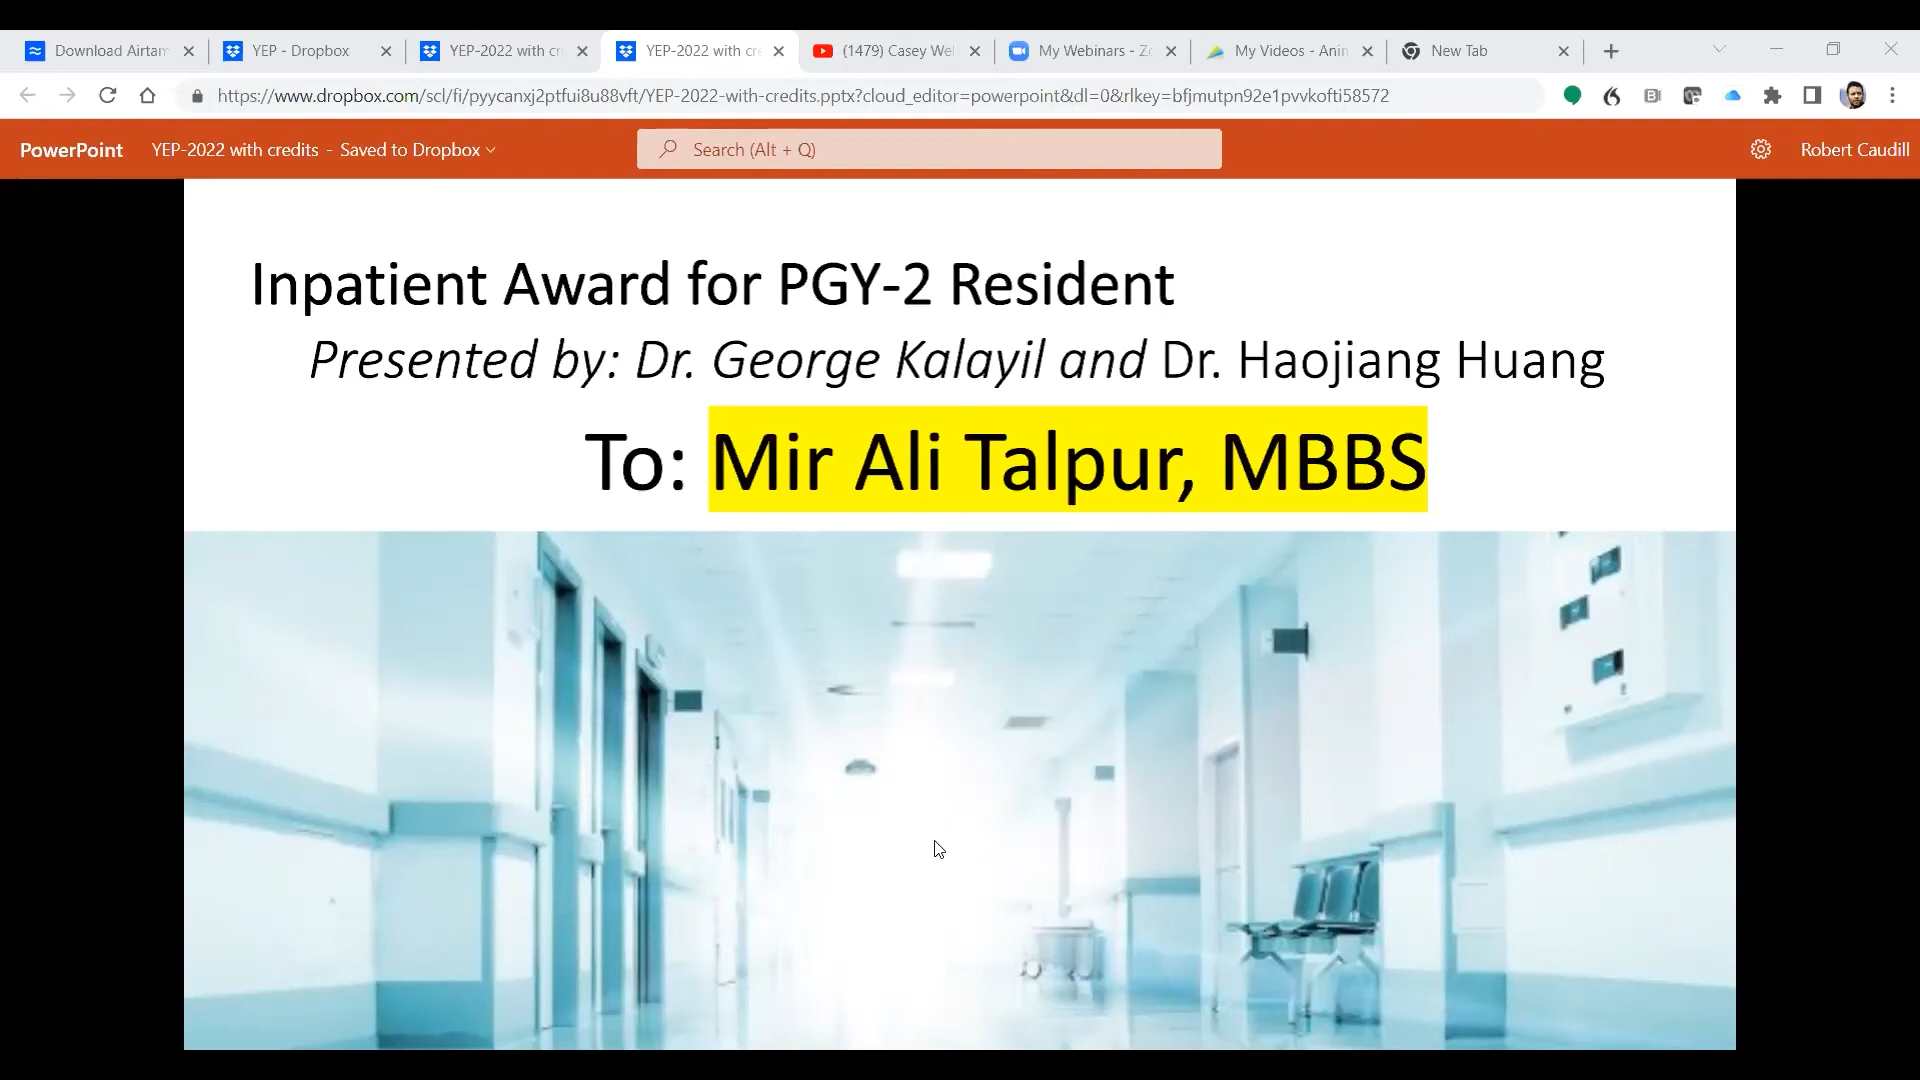 Download Airtam
YEP - Dropbox
YEP-2022 with cr
YEP-2022 with cre
(1479) Casey Wel
My Webinars - Zo
My Videos - Anim
New Tab
https://www.dropbox.com/scl/fi/pyycanxj2ptfui8u88vft/YEP-2022-with-credits.pptx?cloud_editor=powerpoint&dl=0&rlkey=bfjmutpn92e1pvvkofti58572
PowerPoint
YEP-2022 with credits - Saved to Dropbox
Search (Alt + Q)
Robert Caudill
Inpatient Award for PGY-2 Resident
Presented by: Dr. George Kalayil and Dr. Haojiang Huang
To: Mir Ali Talpur, MBBS